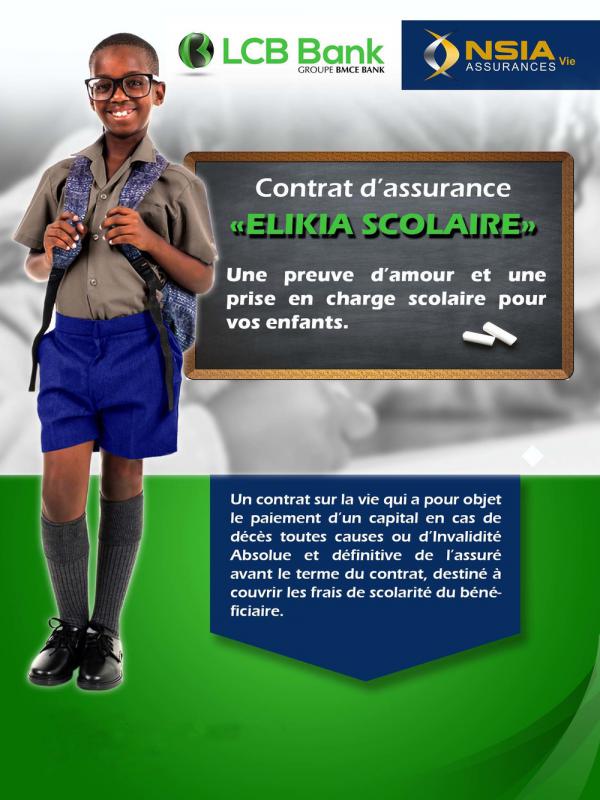 LCB Bank
GROUPE BMCE BANK
NSIA
ASSURANCES Vie
Contrat d'assurance
«ELIKIA SCOLAIRE»
Une preuve d'amour et une
prise en charge scolaire pour
vos enfants.
Un contrat sur la vie qui a pour objet
le paiement d'un capital en cas de
décès toutes causes ou d'Invalidité
Absolue et définitive de l'assuré
avant le terme du contrat, destiné à
couvrir les frais de scolarité du béné-
ficiaire.